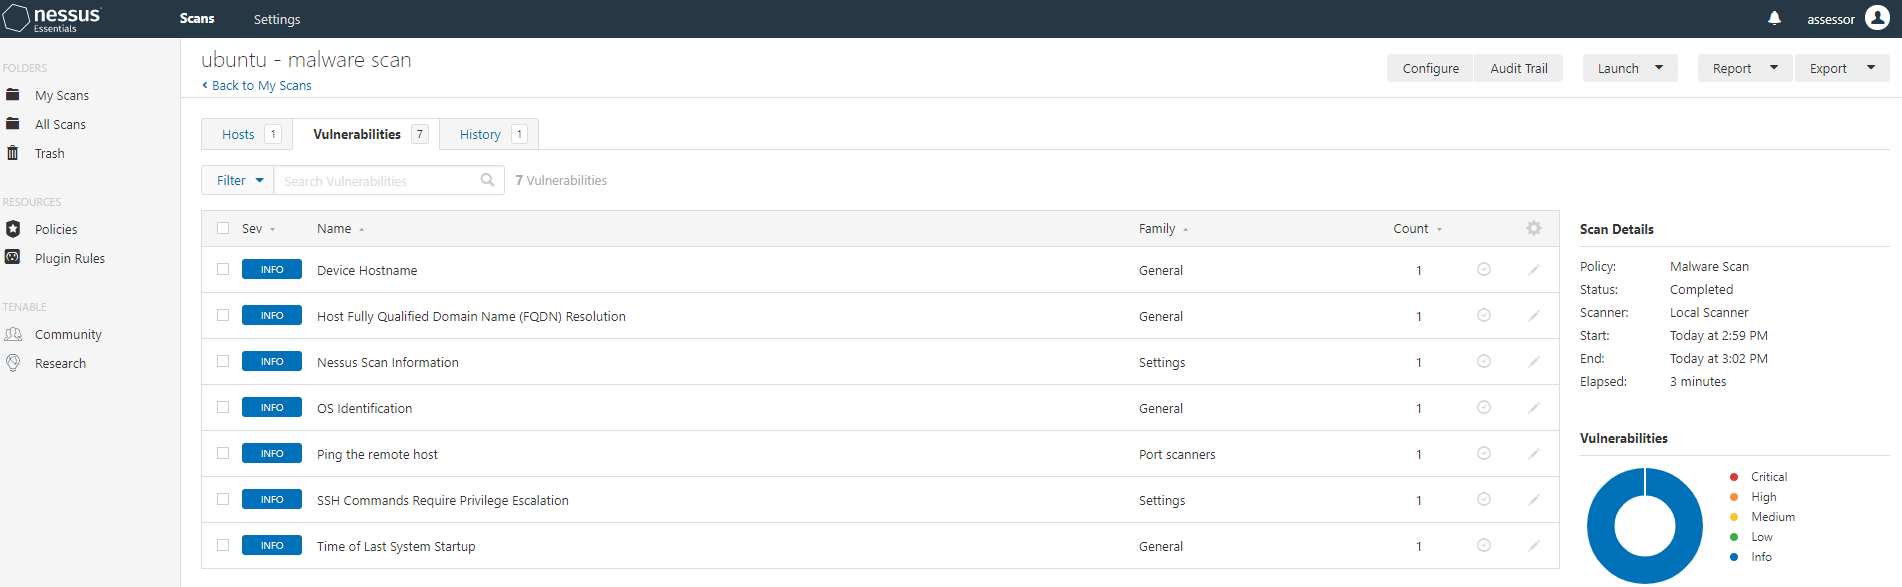 nessus
Essentials
Scans
Settings
assessor
FOLDERS
My Scans
All Scans
Trash
RESOURCES
Policies
Plugin Rules
TENABLE
Community
Research
ubuntu - malware scan
Back to My Scans
Configure
Audit Trail
Launch
Report
Export
Hosts 1
Vulnerabilities 7
History 1
Filter
Search Vulnerabilities
7 Vulnerabilities
Sev Name Family Count
INFO Device Hostname General 1
INFO Host Fully Qualified Domain Name (FQDN) Resolution General 1
INFO Nessus Scan Information Settings 1
INFO OS Identification General 1
INFO Ping the remote host Port scanners 1
INFO SSH Commands Require Privilege Escalation Settings 1
INFO Time of Last System Startup General 1
Scan Details
Policy: Malware Scan
Status: Completed
Scanner: Local Scanner
Start: Today at 2:59 PM
End: Today at 3:02 PM
Elapsed: 3 minutes
Vulnerabilities
Critical
High
Medium
Low
Info